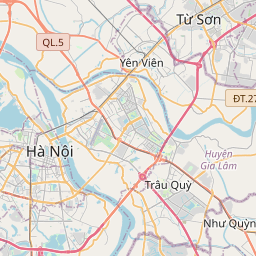 Từ Sơn
QL.5
Yên Viên
ĐT.27
Hà Nội
Huyện
Gia Lâm
Trâu Quỳ
Như Quỳn